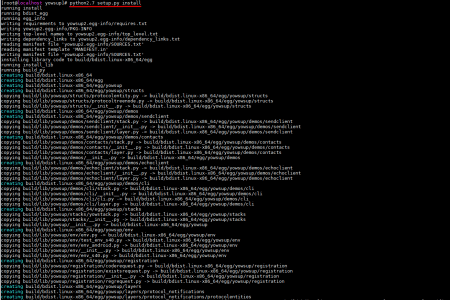 [root@localhost yowsup]# python2.7 setup.py install
running install
running bdist_egg
running egg_info
writing requirements to yowsup2.egg-info/requires.txt
writing yowsup2.egg-info/PKG-INFO
writing top-level names to yowsup2.egg-info/top_level.txt
writing dependency_links to yowsup2.egg-info/dependency_links.txt
reading manifest file 'yowsup2.egg-info/SOURCES.txt'
reading manifest template 'MANIFEST.in'
writing manifest file 'yowsup2.egg-info/SOURCES.txt'
installing library code to build/bdist.linux-x86_64/egg
running install_lib
running build_py
creating build/bdist.linux-x86_64
creating build/bdist.linux-x86_64/egg
creating build/bdist.linux-x86_64/egg/yowsup
creating build/bdist.linux-x86_64/egg/yowsup/structs
copying build/lib/yowsup/structs/protocolentity.py -> build/bdist.linux-x86_64/egg/yowsup/structs
copying build/lib/yowsup/structs/protocoltreenode.py -> build/bdist.linux-x86_64/egg/yowsup/structs
copying build/lib/yowsup/structs/__init__.py -> build/bdist.linux-x86_64/egg/yowsup/structs
creating build/bdist.linux-x86_64/egg/yowsup/demos
creating build/bdist.linux-x86_64/egg/yowsup/demos/sendclient
copying build/lib/yowsup/demos/sendclient/stack.py -> build/bdist.linux-x86_64/egg/yowsup/demos/sendclient
copying build/lib/yowsup/demos/sendclient/__init__.py -> build/bdist.linux-x86_64/egg/yowsup/demos/sendclient
copying build/lib/yowsup/demos/sendclient/layer.py -> build/bdist.linux-x86_64/egg/yowsup/demos/sendclient
creating build/bdist.linux-x86_64/egg/yowsup/demos/contacts
copying build/lib/yowsup/demos/contacts/stack.py -> build/bdist.linux-x86_64/egg/yowsup/demos/contacts
copying build/lib/yowsup/demos/contacts/__init__.py -> build/bdist.linux-x86_64/egg/yowsup/demos/contacts
copying build/lib/yowsup/demos/contacts/layer.py -> build/bdist.linux-x86_64/egg/yowsup/demos/contacts
copying build/lib/yowsup/demos/__init__.py -> build/bdist.linux-x86_64/egg/yowsup/demos
creating build/bdist.linux-x86_64/egg/yowsup/demos/echoclient
copying build/lib/yowsup/demos/echoclient/stack.py -> build/bdist.linux-x86_64/egg/yowsup/demos/echoclient
copying build/lib/yowsup/demos/echoclient/__init__.py -> build/bdist.linux-x86_64/egg/yowsup/demos/echoclient
copying build/lib/yowsup/demos/echoclient/layer.py -> build/bdist.linux-x86_64/egg/yowsup/demos/echoclient
creating build/bdist.linux-x86_64/egg/yowsup/demos/cli
copying build/lib/yowsup/demos/cli/stack.py -> build/bdist.linux-x86_64/egg/yowsup/demos/cli
copying build/lib/yowsup/demos/cli/__init__.py -> build/bdist.linux-x86_64/egg/yowsup/demos/cli
copying build/lib/yowsup/demos/cli/cli.py -> build/bdist.linux-x86_64/egg/yowsup/demos/cli
copying build/lib/yowsup/demos/cli/layer.py -> build/bdist.linux-x86_64/egg/yowsup/demos/cli
creating build/bdist.linux-x86_64/egg/yowsup/stacks
copying build/lib/yowsup/stacks/yowstack.py -> build/bdist.linux-x86_64/egg/yowsup/stacks
copying build/lib/yowsup/stacks/__init__.py -> build/bdist.linux-x86_64/egg/yowsup/stacks
copying build/lib/yowsup/__init__.py -> build/bdist.linux-x86_64/egg/yowsup
creating build/bdist.linux-x86_64/egg/yowsup/env
copying build/lib/yowsup/env/env.py -> build/bdist.linux-x86_64/egg/yowsup/env
copying build/lib/yowsup/env/test_env_s40.py -> build/bdist.linux-x86_64/egg/yowsup/env
copying build/lib/yowsup/env/env_android.py -> build/bdist.linux-x86_64/egg/yowsup/env
copying build/lib/yowsup/env/__init__.py -> build/bdist.linux-x86_64/egg/yowsup/env
copying build/lib/yowsup/env/env_s40.py -> build/bdist.linux-x86_64/egg/yowsup/env
creating build/bdist.linux-x86_64/egg/yowsup/registration
copying build/lib/yowsup/registration/coderequest.py -> build/bdist.linux-x86_64/egg/yowsup/registration
copying build/lib/yowsup/registration/existsrequest.py -> build/bdist.linux-x86_64/egg/yowsup/registration
copying build/lib/yowsup/registration/__init__.py -> build/bdist.linux-x86_64/egg/yowsup/registration
copying build/lib/yowsup/registration/regrequest.py -> build/bdist.linux-x86_64/egg/yowsup/registration
creating build/bdist.linux-x86_64/egg/yowsup/layers
creating build/bdist.linux-x86_64/egg/yowsup/layers/protocol_notifications
creating build/bdist.linux-x86_64/egg/yowsup/layers/protocol_notifications/protocolentities